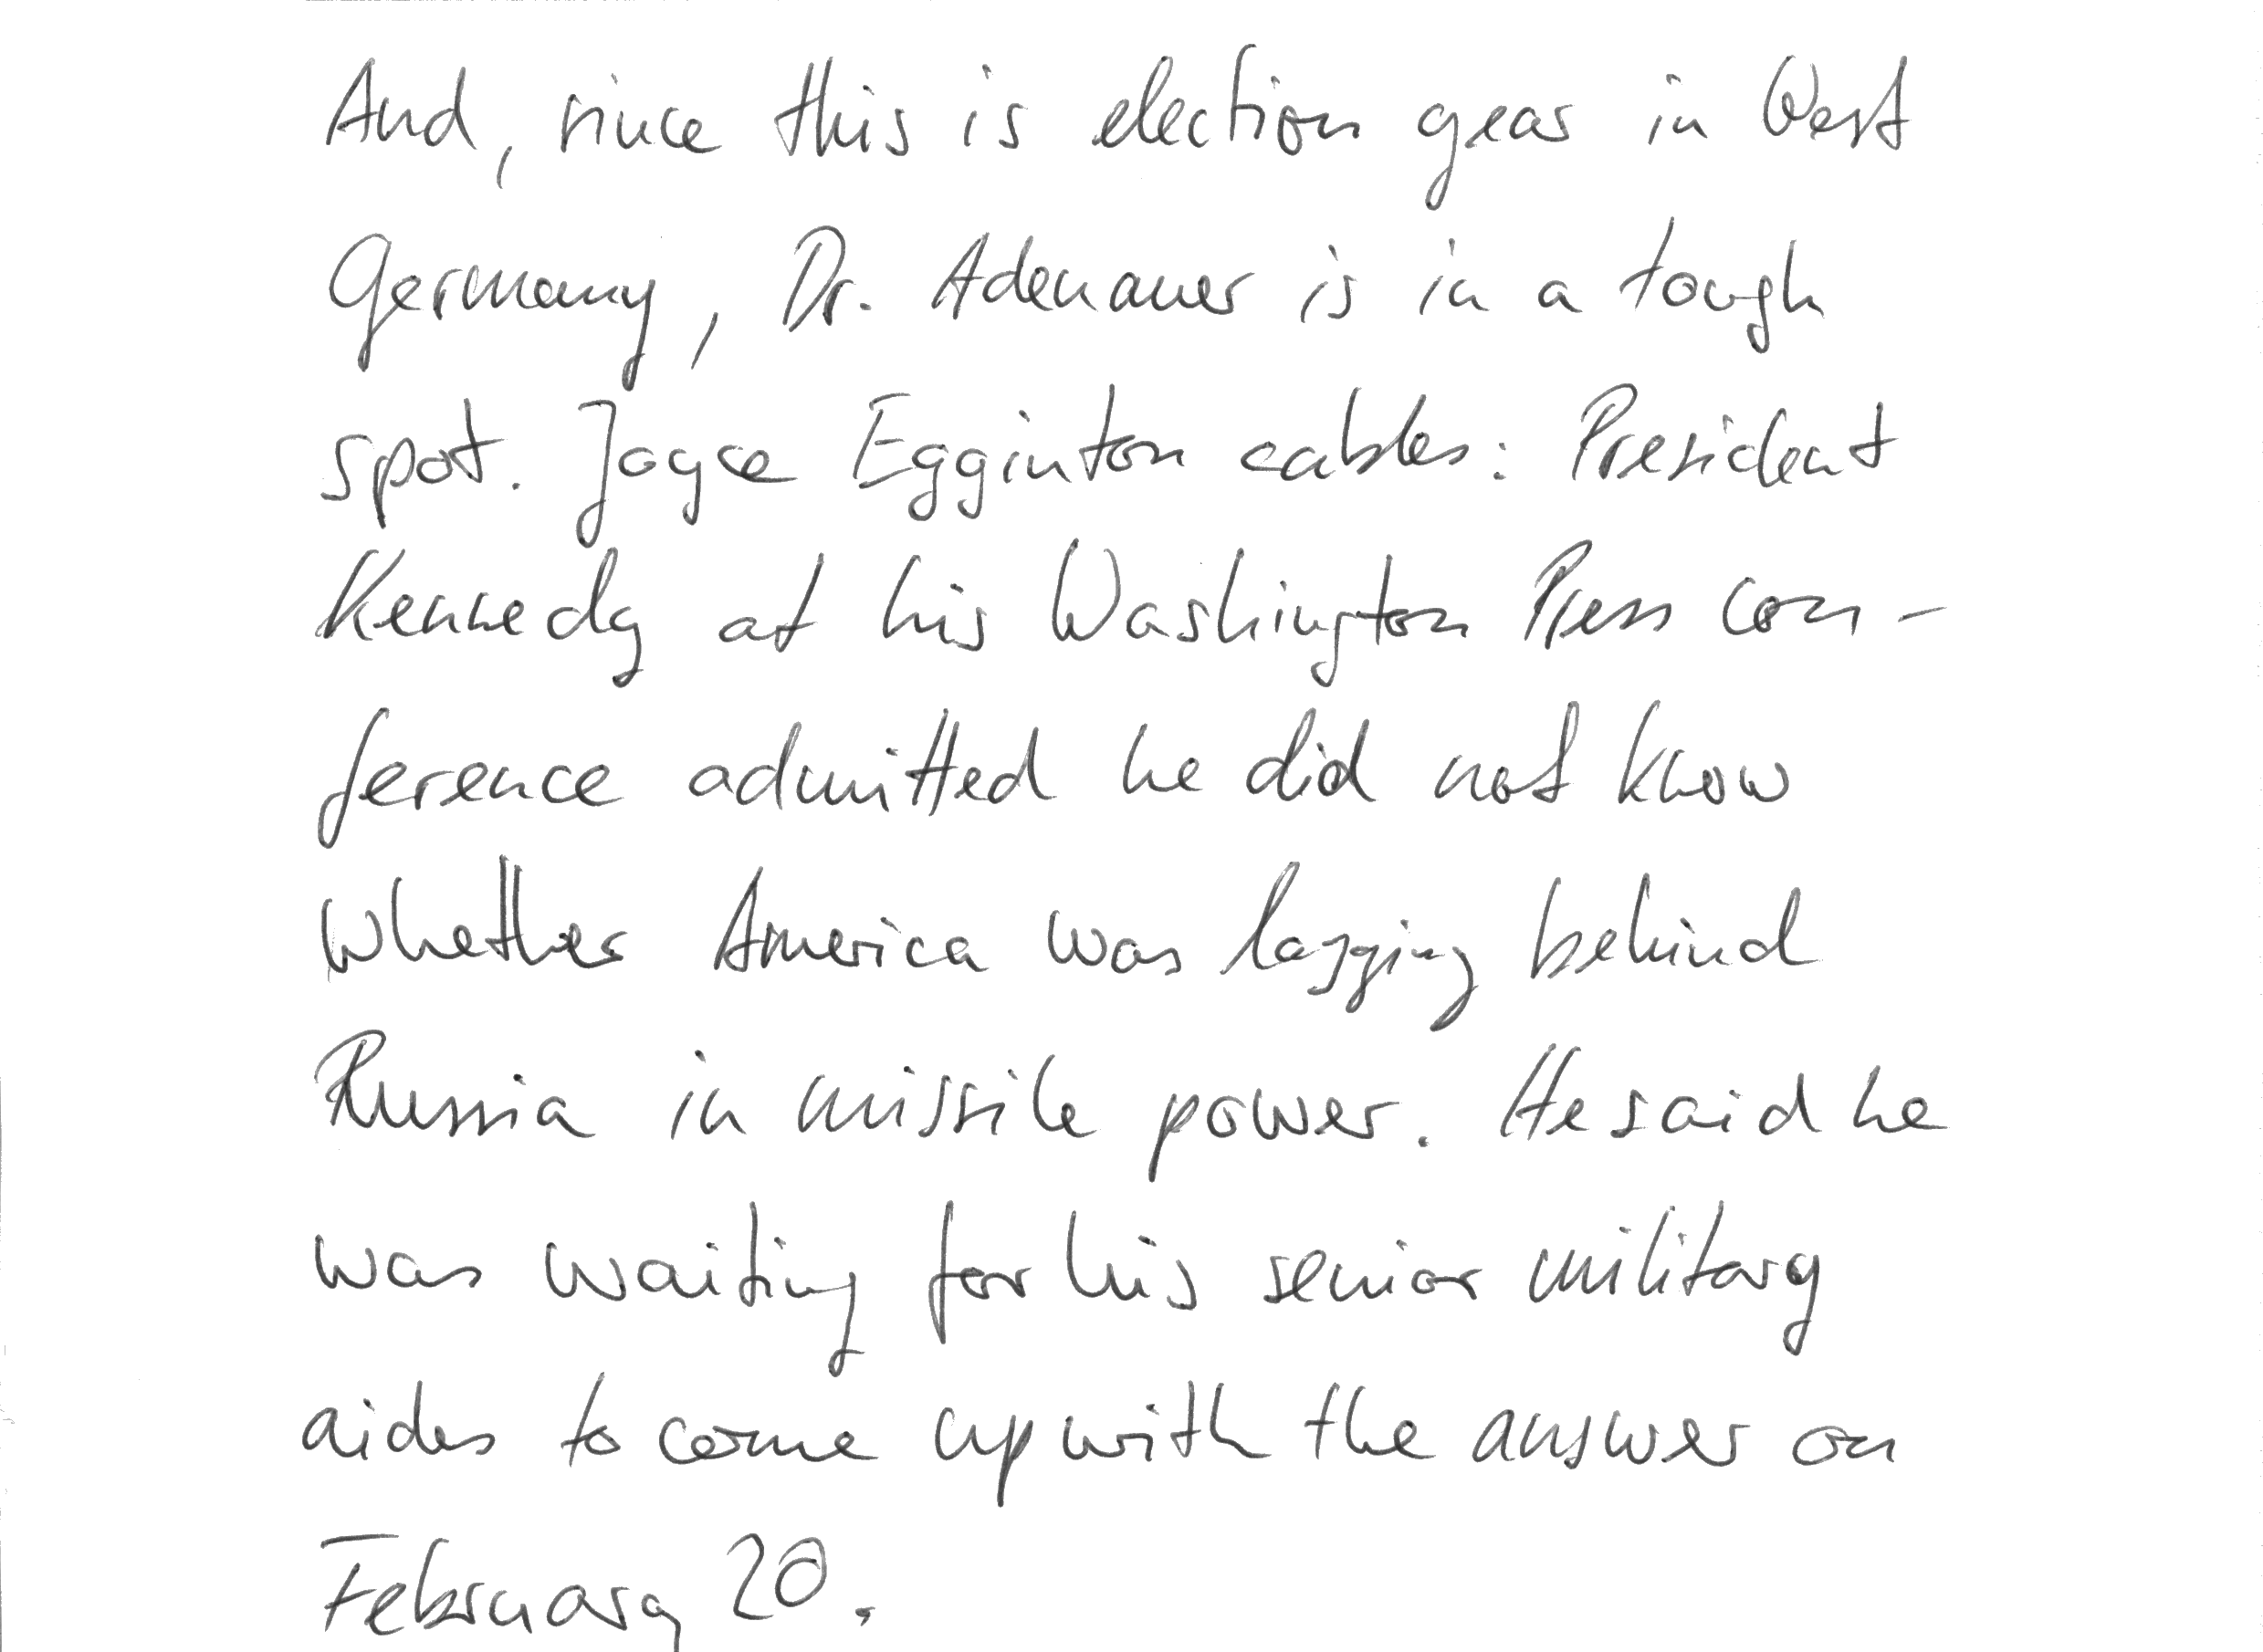 And, since this is election year in West
Germany, Dr. Adenauer is in a tough
spot. Joyce Egginton cables: President
Kennedy at his Washington Press con-
ference admitted he did not know
whether America was lagging behind
Russia in missile power. He said he
was waiting for his senior military
aides to come up with the answer on
February 20.